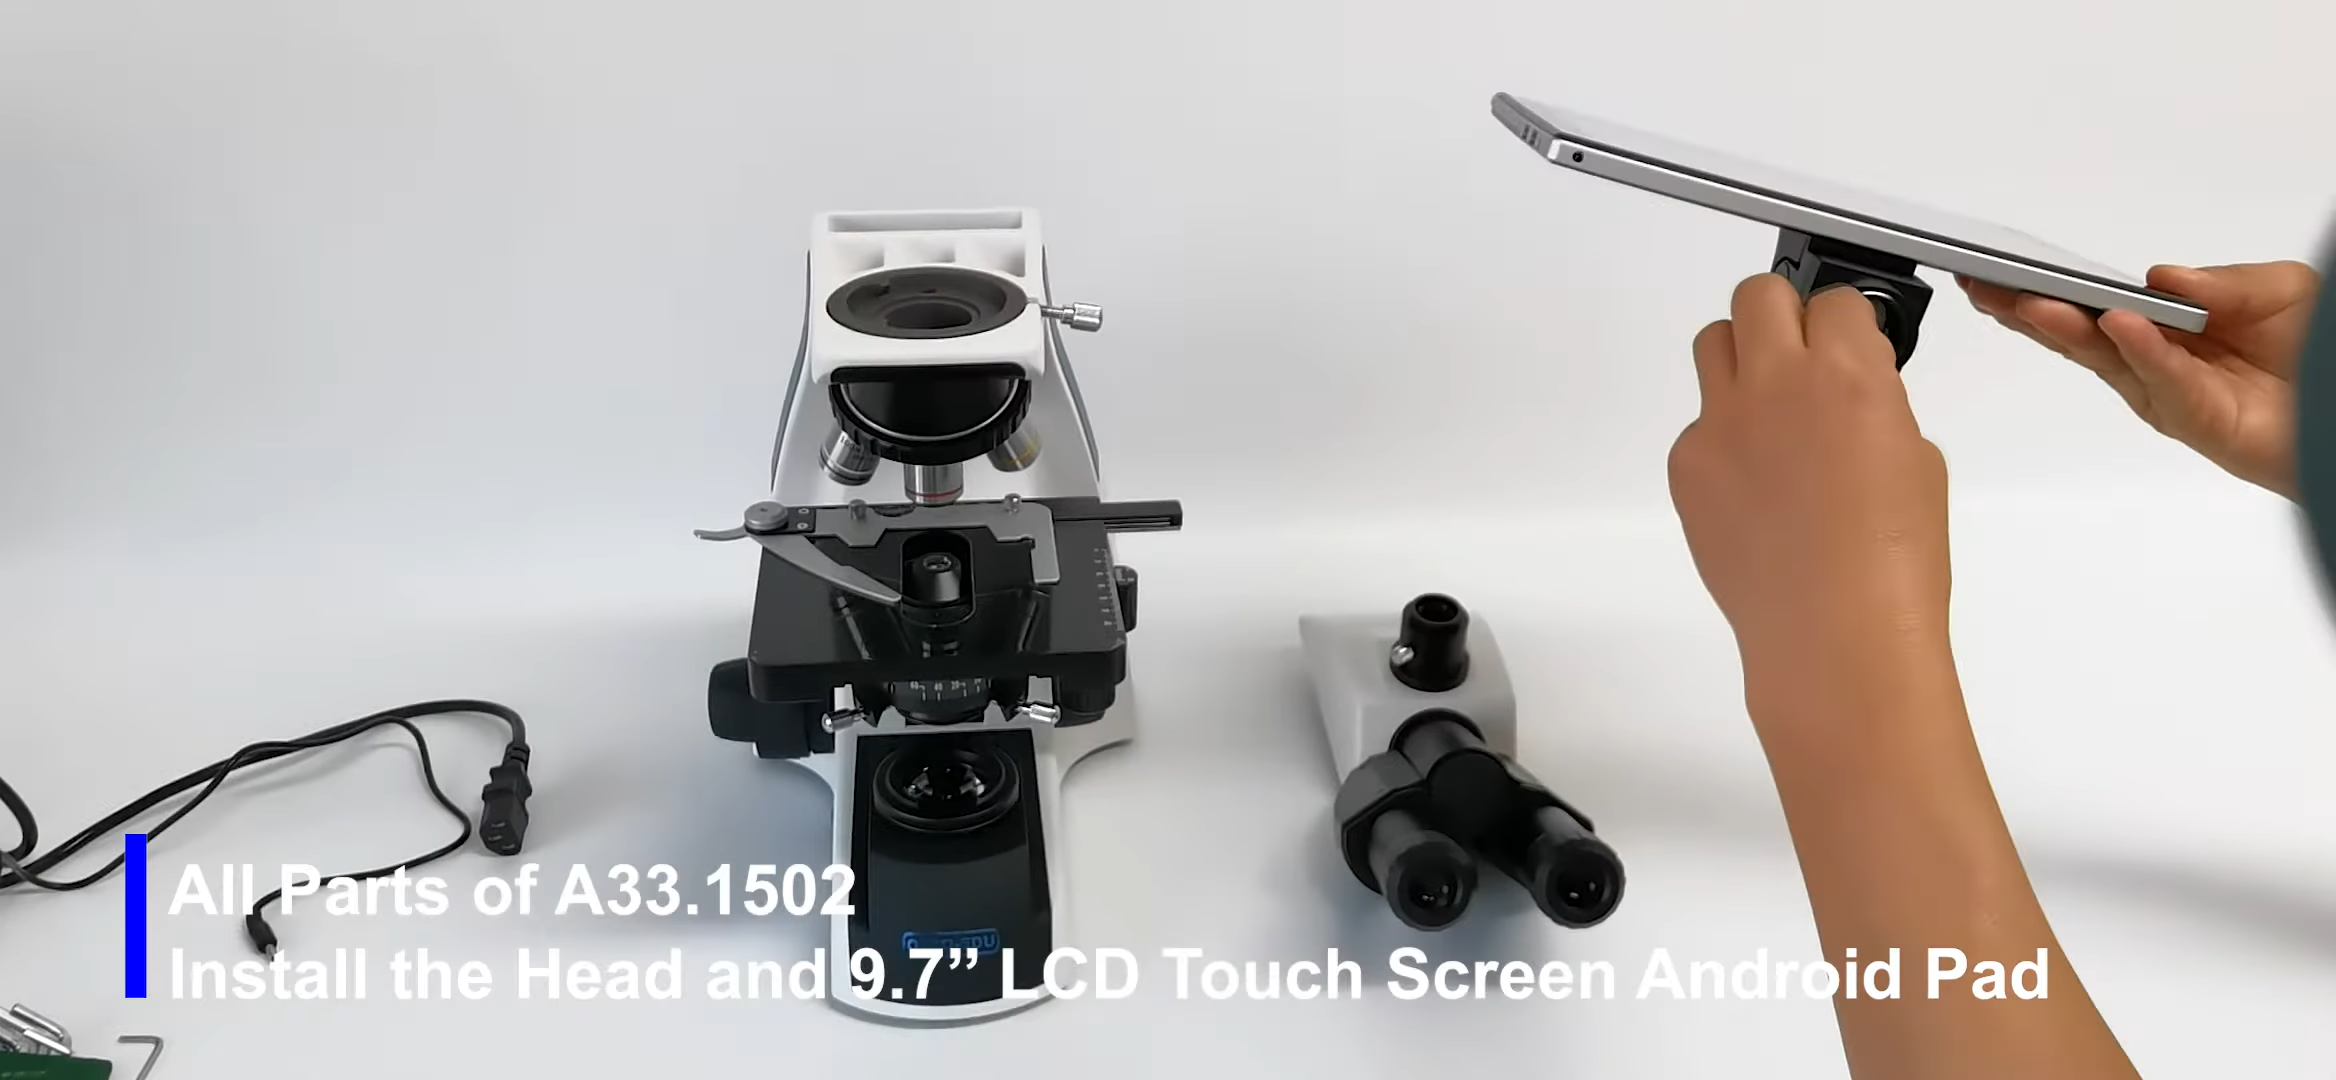 All Parts of A33.1502
Install the Head and 9.7” LCD Touch Screen Android Pad